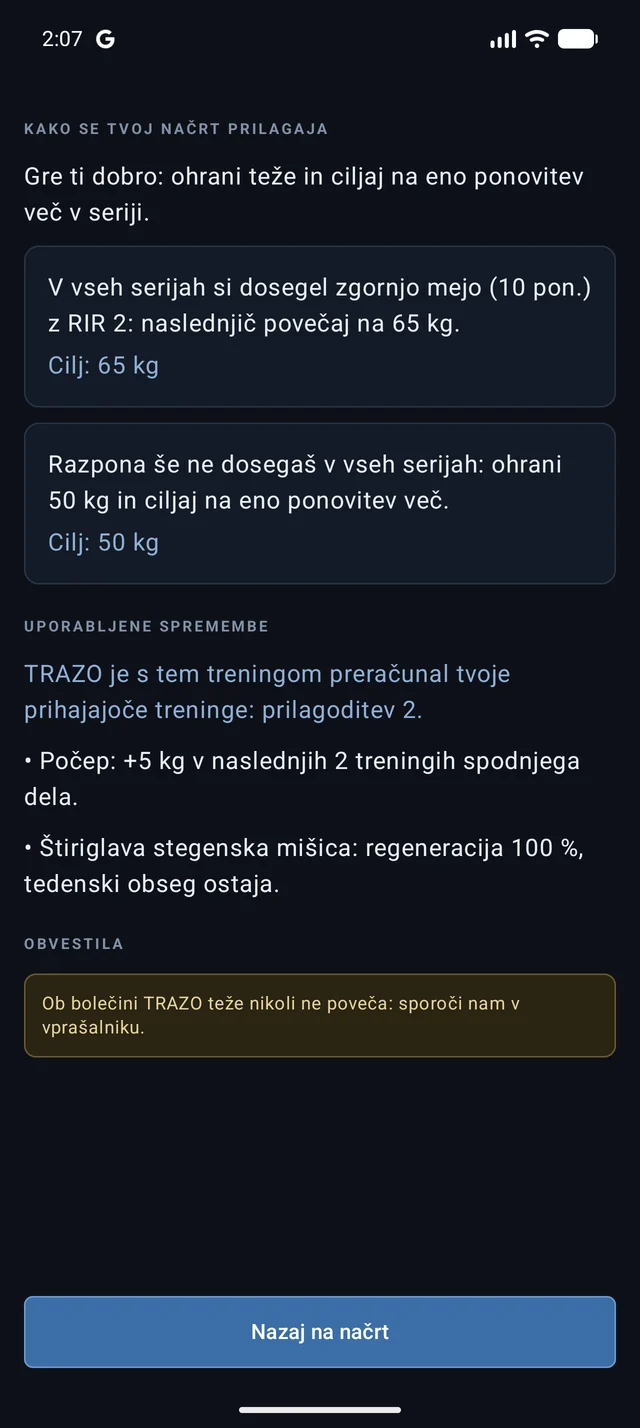 2:07 G
KAKO SE TVOJ NAČRT PRILAGAJA
Gre ti dobro: ohrani teže in ciljaj na eno ponovitev
več v seriji.
V vseh serijah si dosegel zgornjo mejo (10 pon.)
z RIR 2: naslednjič povečaj na 65 kg.
Cilj: 65 kg
Razpona še ne dosegaš v vseh serijah: ohrani
50 kg in ciljaj na eno ponovitev več.
Cilj: 50 kg
UPORABLJENE SPREMEMBE
TRAZO je s tem treningom preračunal tvoje
prihajajoče treninge: prilagoditev 2.
• Počep: +5 kg v naslednjih 2 treningih spodnjega
dela.
• Štiriglava stegenska mišica: regeneracija 100 %,
tedenski obseg ostaja.
OBVESTILA
Ob bolečini TRAZO teže nikoli ne poveča: sporoči nam v
vprašalniku.
Nazaj na načrt